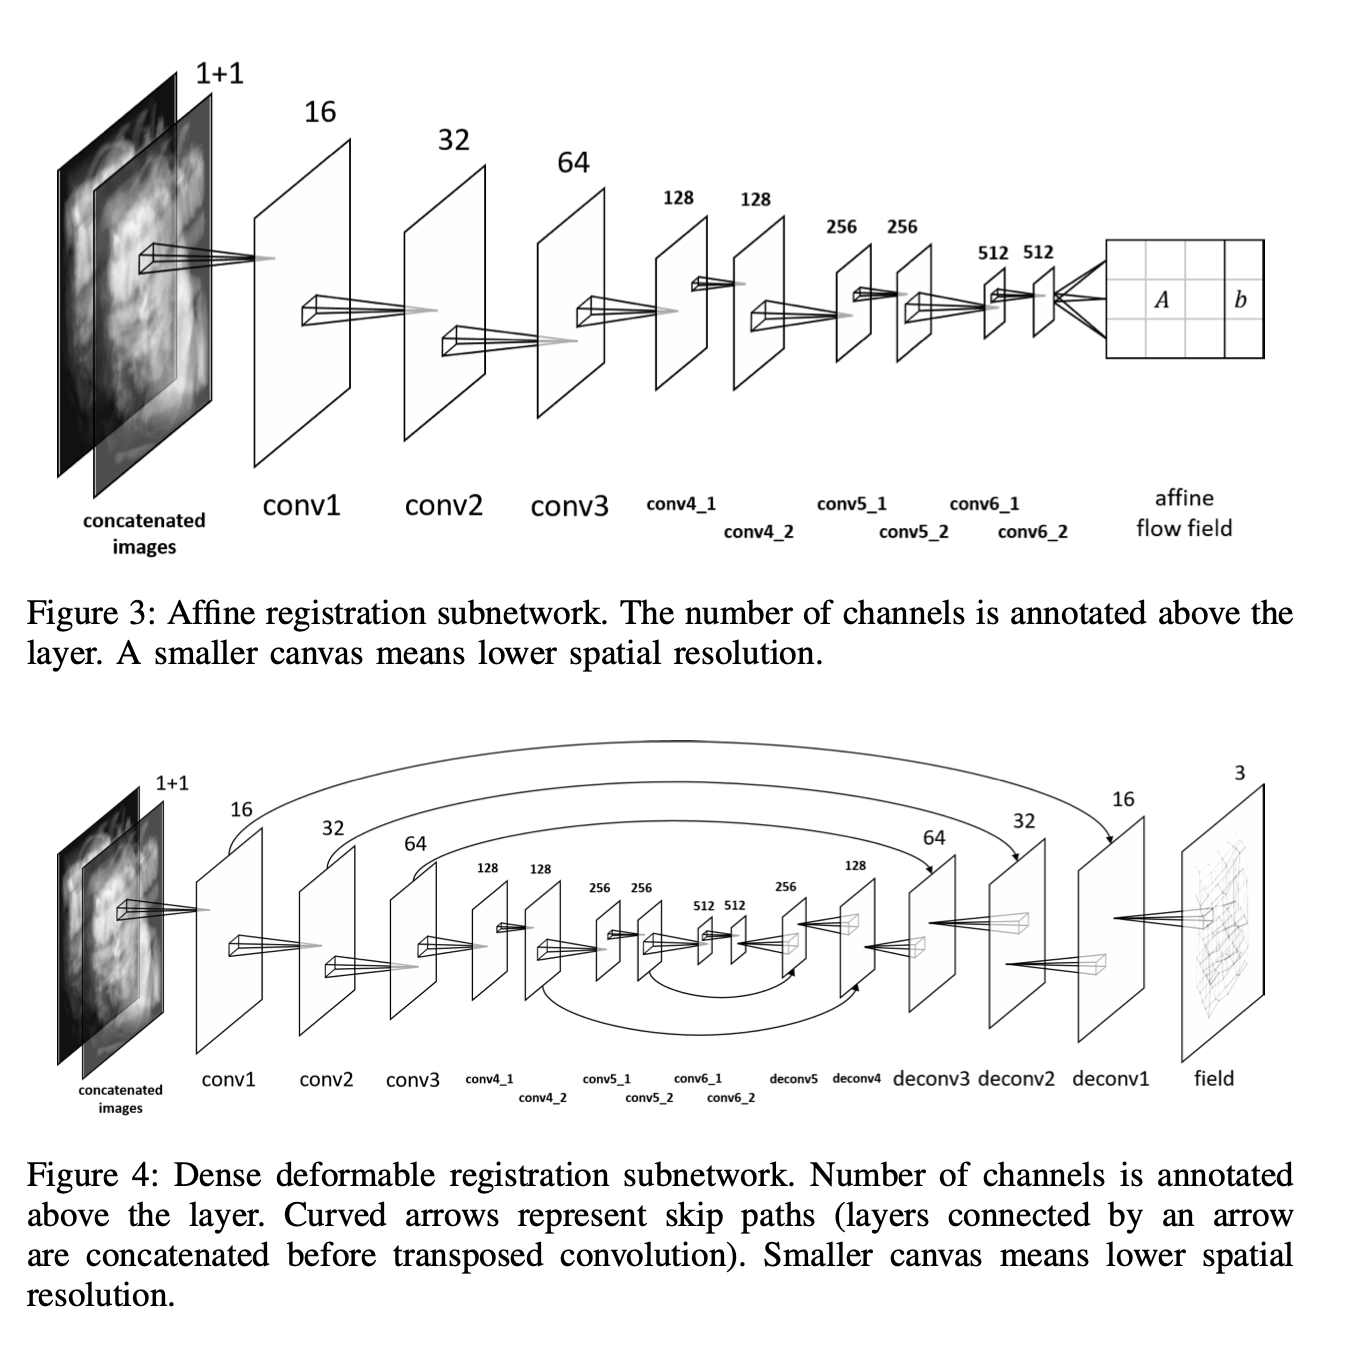 1+1
16
32
64
128
128
256
256
512
512
A
b
concatenated
images
conv1
conv2
conv3
conv4_1
conv4_2
conv5_1
conv5_2
conv6_1
conv6_2
affine
flow field
Figure 3: Affine registration subnetwork. The number of channels is annotated above the
layer. A smaller canvas means lower spatial resolution.
1+1
16
32
64
128
128
256
256
512
512
256
128
64
32
16
3
concatenated
images
conv1
conv2
conv3
conv4_1
conv4_2
conv5_1
conv5_2
conv6_1
conv6_2
deconv5
deconv4
deconv3
deconv2
deconv1
field
Figure 4: Dense deformable registration subnetwork. Number of channels is annotated
above the layer. Curved arrows represent skip paths (layers connected by an arrow
are concatenated before transposed convolution). Smaller canvas means lower spatial
resolution.